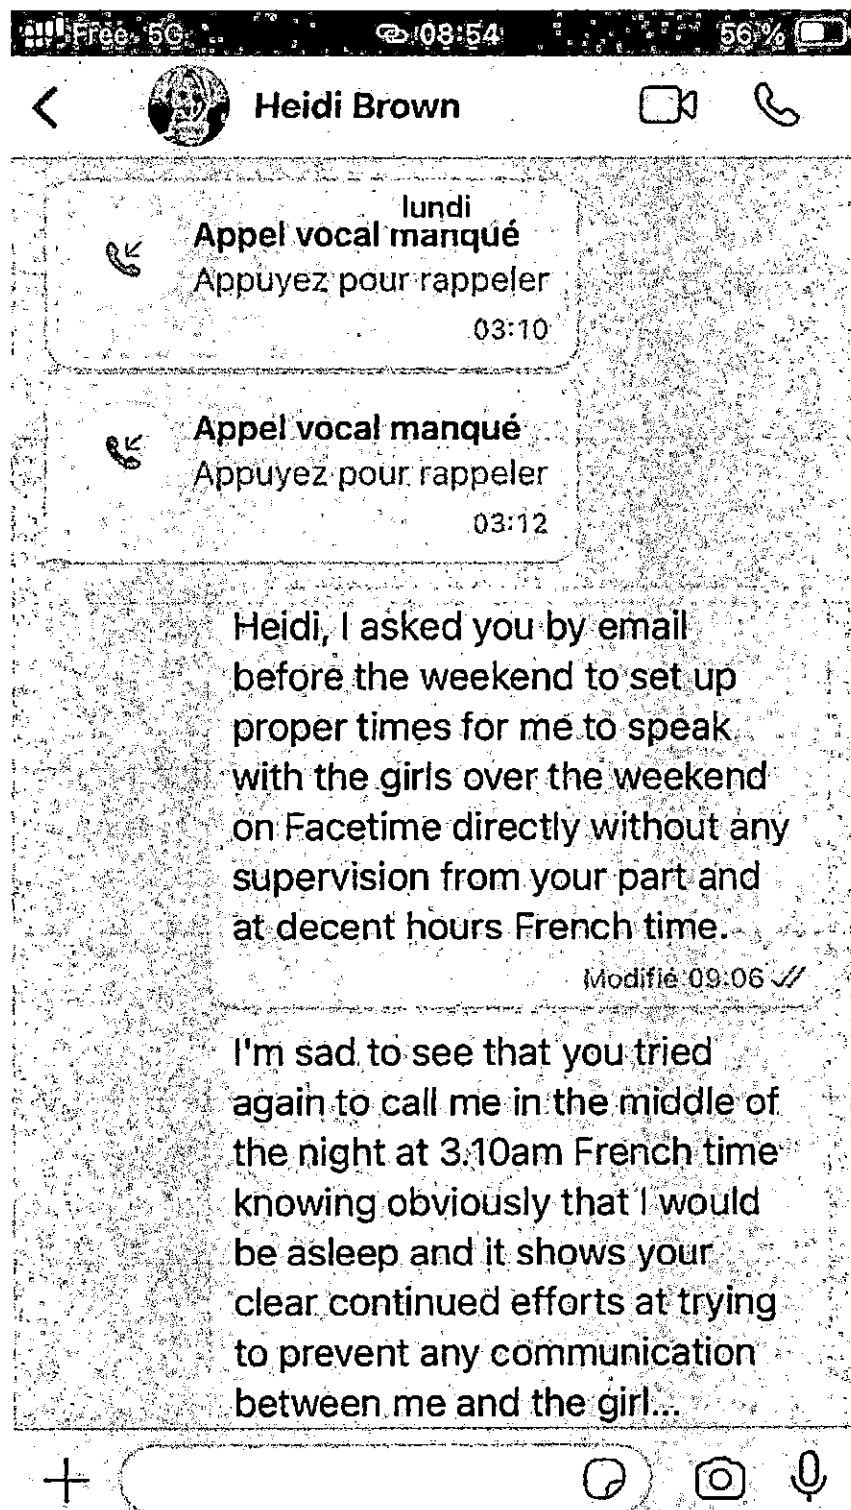 Free 5G 08:54 56 %
Heidi Brown
lundi
Appel vocal manqué
Appuyez pour rappeler
03:10
Appel vocal manqué
Appuyez pour rappeler
03:12
Heidi, I asked you by email
before the weekend to set up
proper times for me to speak
with the girls over the weekend
on Facetime directly without any
supervision from your part and
at decent hours French time.
Modifié 09:06
I'm sad to see that you tried
again to call me in the middle of
the night at 3.10am French time
knowing obviously that I would
be asleep and it shows your
clear continued efforts at trying
to prevent any communication
between me and the girl...